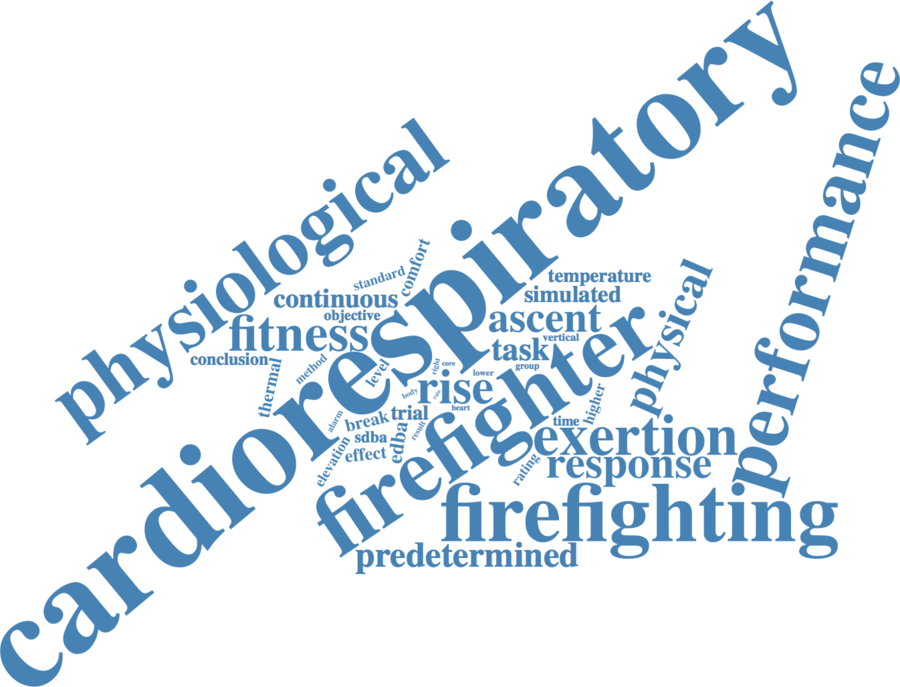 cardiorespiratory
physiological
performance
comfort
standard
temperature
continuous
simulated
physical
objective
ascent
fitness
firefighter
vertical
conclusion
task
method
level
eight
core
group
thermal
lower
rise
body
rate
higher
heart
alarm
trial
break
result
time
sdba
edba
exertion
effect
elevation
rating
response
firefighting
predetermined